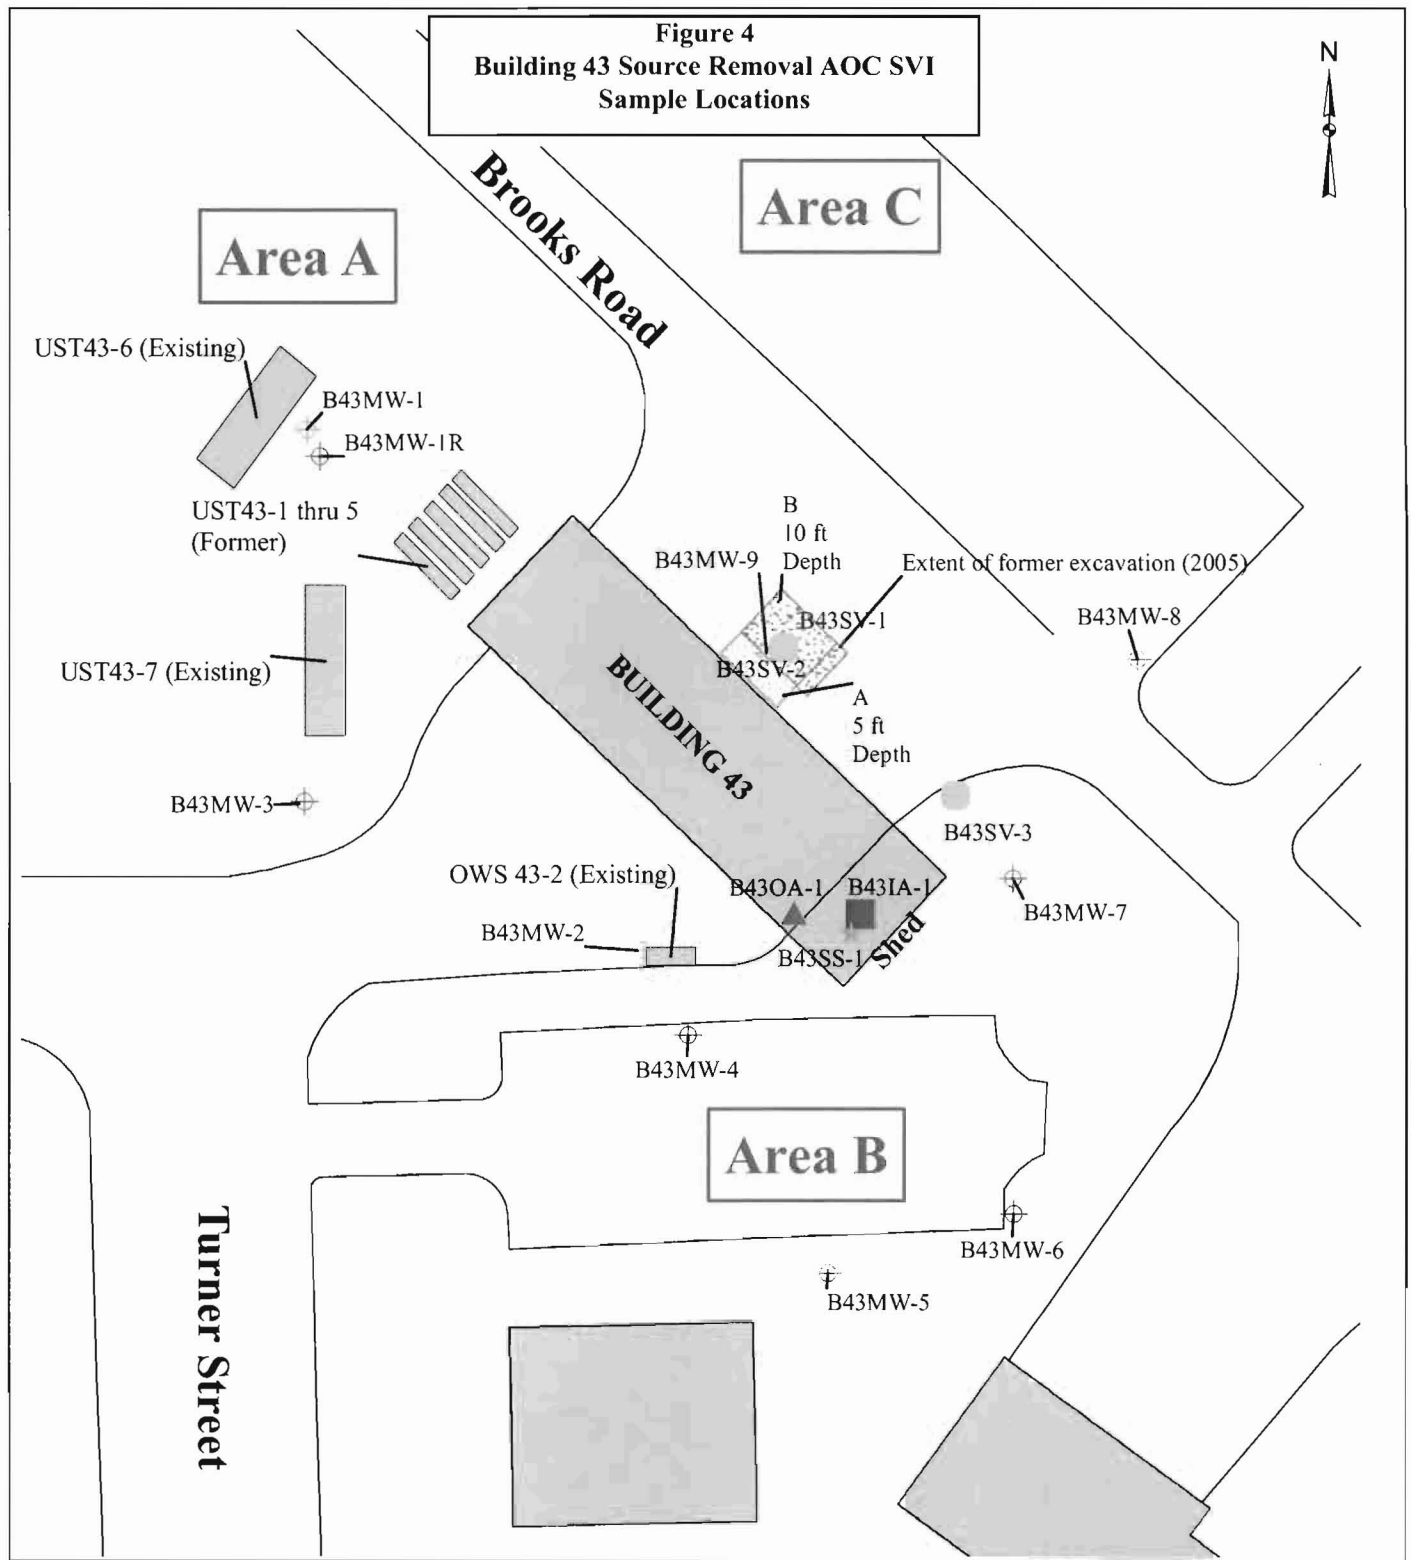 Figure 4
Building 43 Source Removal AOC SVI
Sample Locations
N
Brooks Road
Area C
Area A
UST43-6 (Existing)
B43MW-1
B43MW-1R
UST43-1 thru 5
(Former)
B
10 ft
Depth
B43MW-9
Extent of former excavation (2005)
B43SV-1
B43MW-8
UST43-7 (Existing)
B43SV-2
BUILDING 43
A
5 ft
Depth
B43MW-3
B43SV-3
OWS 43-2 (Existing)
B43OA-1
B43IA-1
B43MW-7
B43MW-2
Shed
B43SS-1
B43MW-4
Area B
Turner Street
B43MW-6
B43MW-5